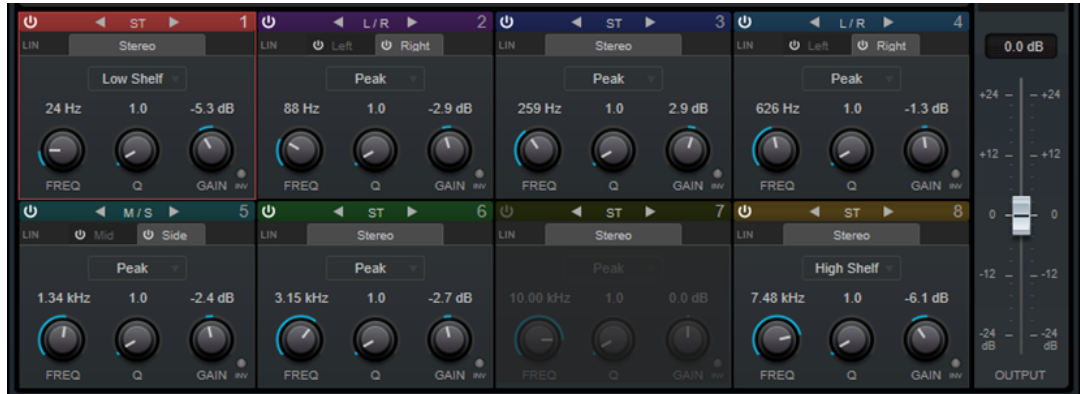 ST 1 L / R 2 ST 3 L / R 4
LIN Stereo LIN Left Right LIN Stereo LIN Left Right
0.0 dB
Low Shelf Peak Peak Peak
24 Hz 1.0 -5.3 dB 88 Hz 1.0 -2.9 dB 259 Hz 1.0 2.9 dB 626 Hz 1.0 -1.3 dB
+24 +24
+12 +12
FREQ Q GAIN INV FREQ Q GAIN INV FREQ Q GAIN INV FREQ Q GAIN INV
M / S 5 ST 6 ST 7 ST 8
0 0
LIN Mid Side LIN Stereo LIN Stereo LIN Stereo
Peak Peak Peak High Shelf
-12 -12
1.34 kHz 1.0 -2.4 dB 3.15 kHz 1.0 -2.7 dB 10.00 kHz 1.0 0.0 dB 7.48 kHz 1.0 -6.1 dB
-24 -24
dB dB
FREQ Q GAIN INV FREQ Q GAIN INV FREQ Q GAIN INV FREQ Q GAIN INV
OUTPUT